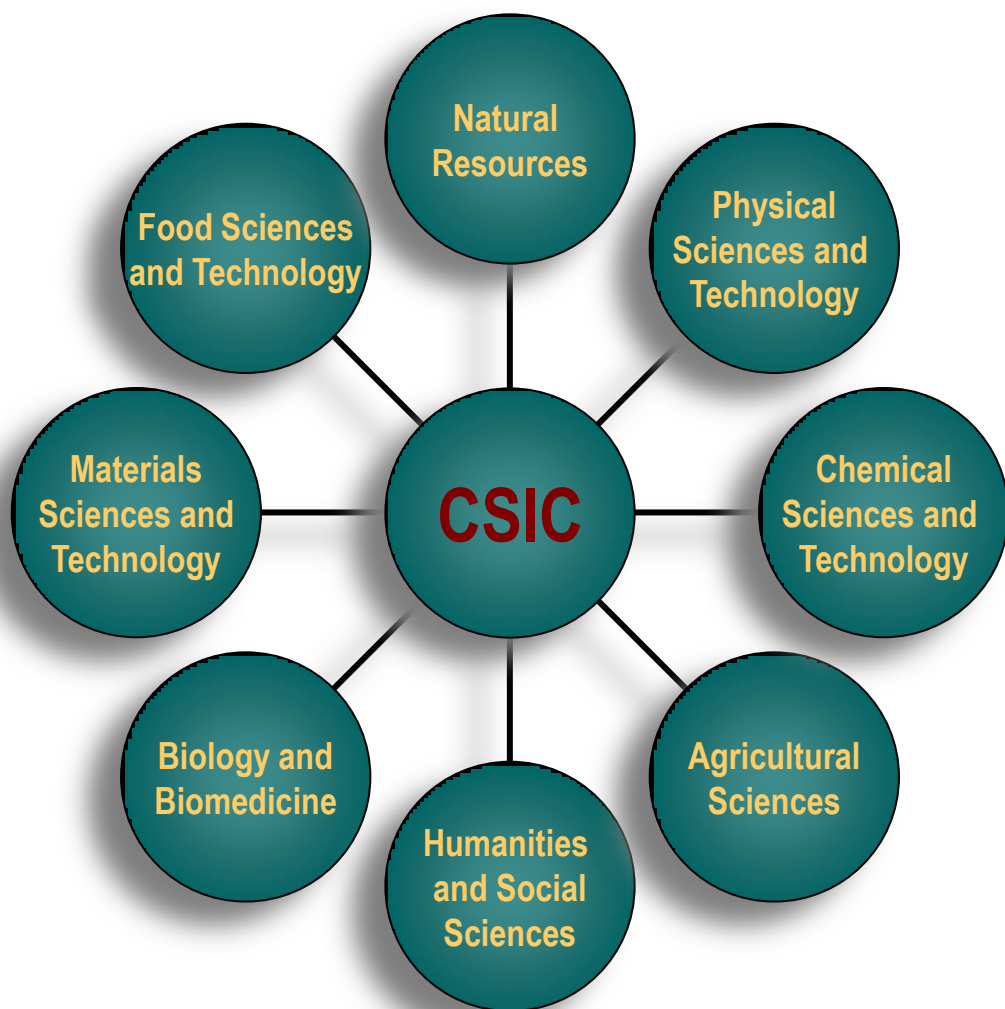 Natural
Resources
Physical
Sciences and
Technology
Chemical
Sciences and
Technology
Agricultural
Sciences
Humanities
and Social
Sciences
Biology and
Biomedicine
Materials
Sciences and
Technology
Food Sciences
and Technology
CSIC